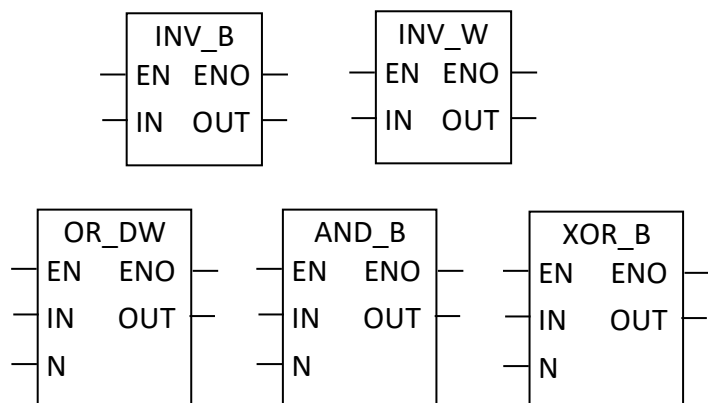 INV_B
EN ENO
IN OUT
INV_W
EN ENO
IN OUT
OR_DW
EN ENO
IN OUT
N
AND_B
EN ENO
IN OUT
N
XOR_B
EN ENO
IN OUT
N